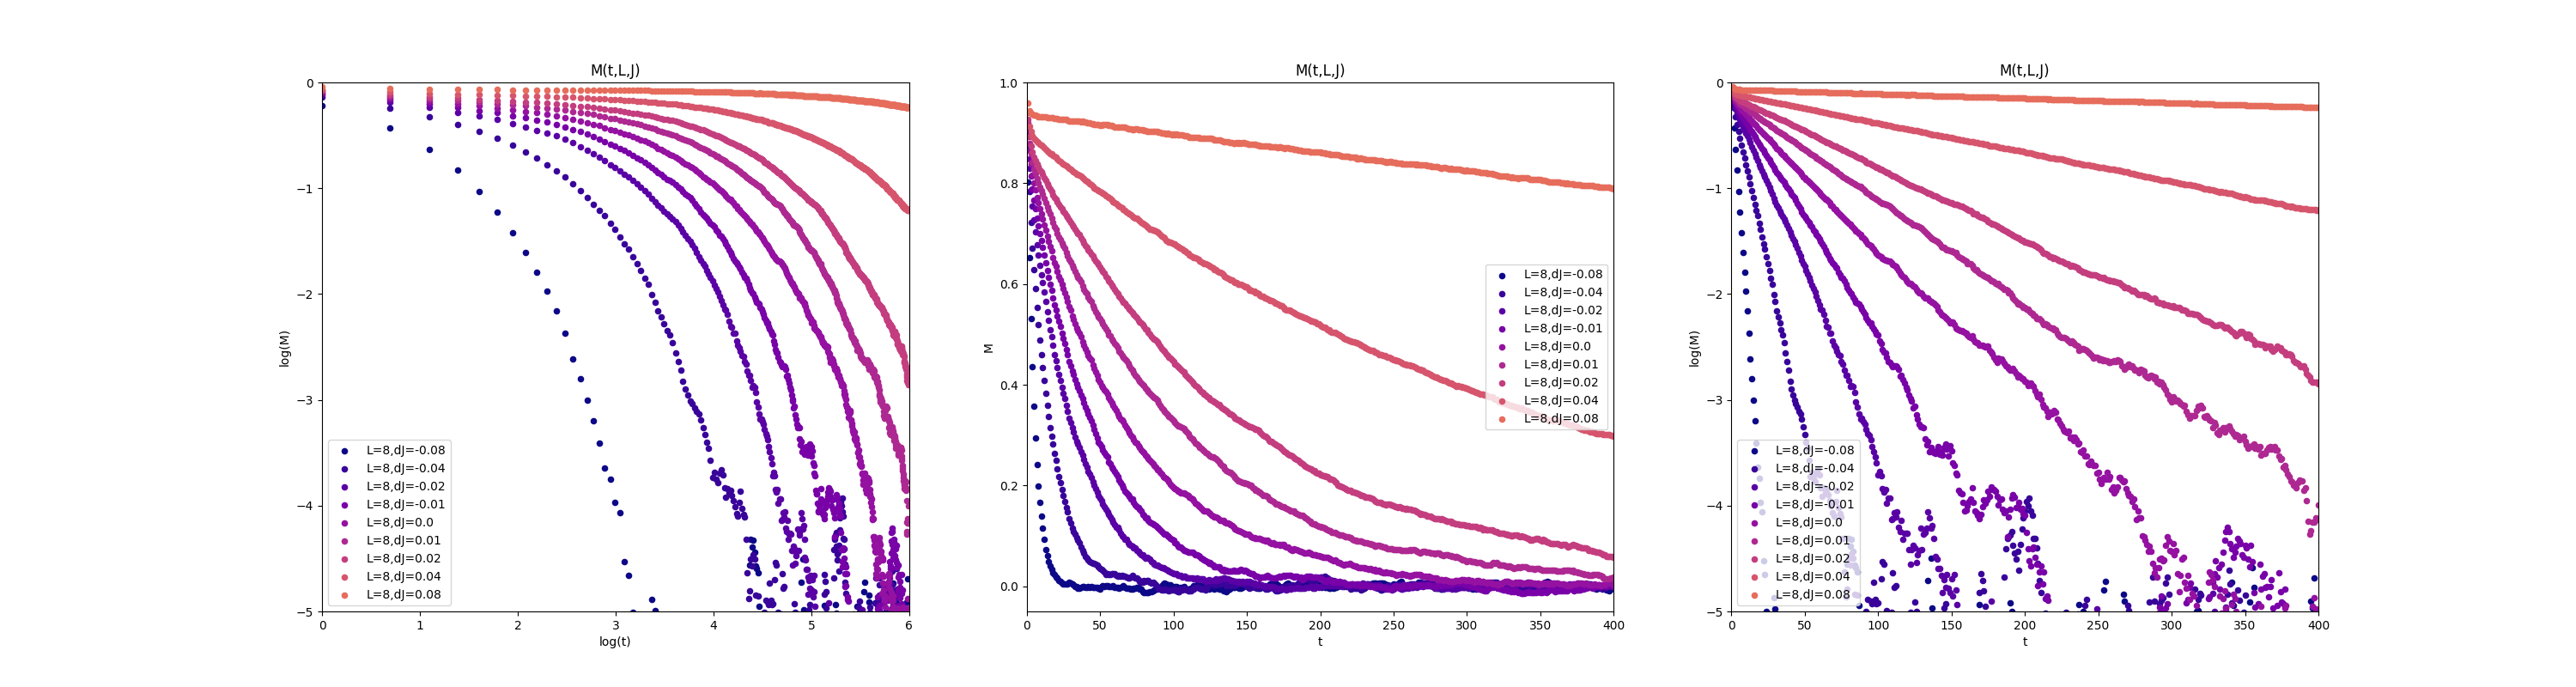 M(t,L,J)
0
−1
−2
−3
−4
−5
log(M)
L=8,dJ=-0.08
L=8,dJ=-0.04
L=8,dJ=-0.02
L=8,dJ=-0.01
L=8,dJ=0.0
L=8,dJ=0.01
L=8,dJ=0.02
L=8,dJ=0.04
L=8,dJ=0.08
0 1 2 3 4 5 6
log(t)
M(t,L,J)
1.0
0.8
0.6
0.4
0.2
0.0
M
L=8,dJ=-0.08
L=8,dJ=-0.04
L=8,dJ=-0.02
L=8,dJ=-0.01
L=8,dJ=0.0
L=8,dJ=0.01
L=8,dJ=0.02
L=8,dJ=0.04
L=8,dJ=0.08
0 50 100 150 200 250 300 350 400
t
M(t,L,J)
0
−1
−2
−3
−4
−5
log(M)
L=8,dJ=-0.08
L=8,dJ=-0.04
L=8,dJ=-0.02
L=8,dJ=-0.01
L=8,dJ=0.0
L=8,dJ=0.01
L=8,dJ=0.02
L=8,dJ=0.04
L=8,dJ=0.08
0 50 100 150 200 250 300 350 400
t